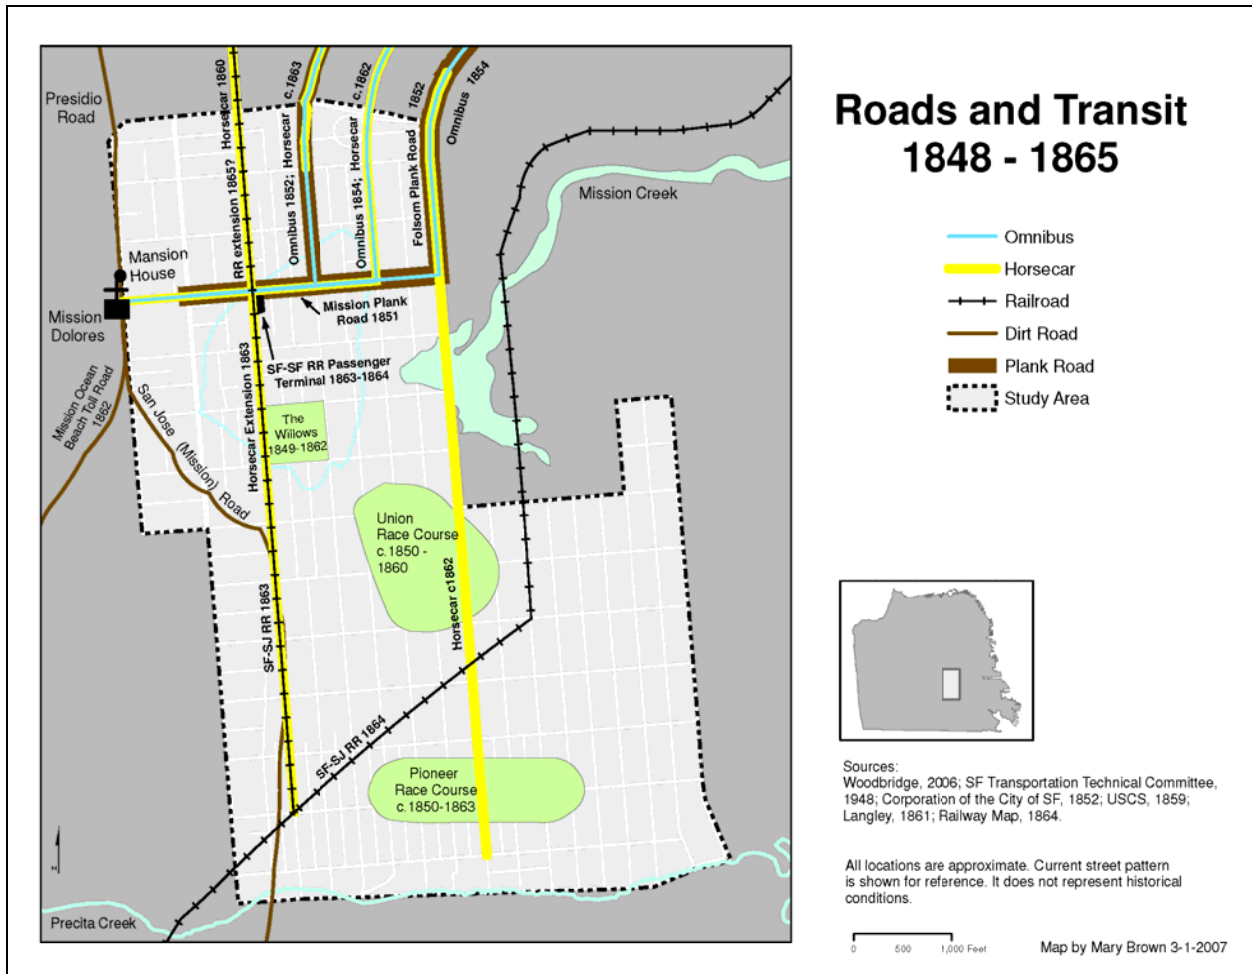 Roads and Transit
1848 - 1865
Omnibus
Horsecar
Railroad
Dirt Road
Plank Road
Study Area
Presidio
Road
Horsecar 1860
RR extension 1865?
Omnibus 1852; Horsecar c.1863
Omnibus 1854; Horsecar c.1862
Folsom Plank Road 1852
Omnibus 1854
Mission Creek
Mansion
House
Mission
Dolores
Mission Plank
Road 1851
SF-SF RR Passenger
Terminal 1863-1864
Mission Ocean
Beach Toll Road
1862
San Jose (Mission) Road
Horsecar Extension 1863
The
Willows
1849-1862
Union
Race Course
c.1850 -
1860
Horsecar c1862
SF-SJ RR 1863
SF-SJ RR 1864
Pioneer
Race Course
c.1850-1863
N
Precita Creek
Sources:
Woodbridge, 2006; SF Transportation Technical Committee,
1948; Corporation of the City of SF, 1852; USCS, 1859;
Langley, 1861; Railway Map, 1864.
All locations are approximate. Current street pattern
is shown for reference. It does not represent historical
conditions.
0 500 1,000 Feet
Map by Mary Brown 3-1-2007